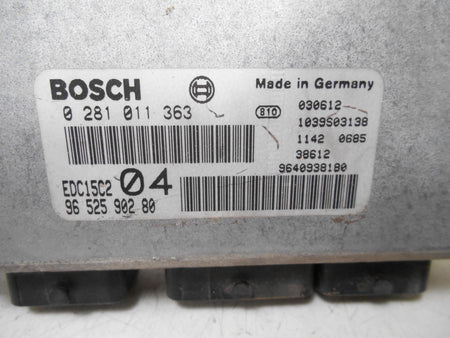 BOSCH
Made in Germany
0 281 011 363
810
030612
1039S03138
1142 0685
38612
9640938180
EDC15C2 04
96 525 902 80